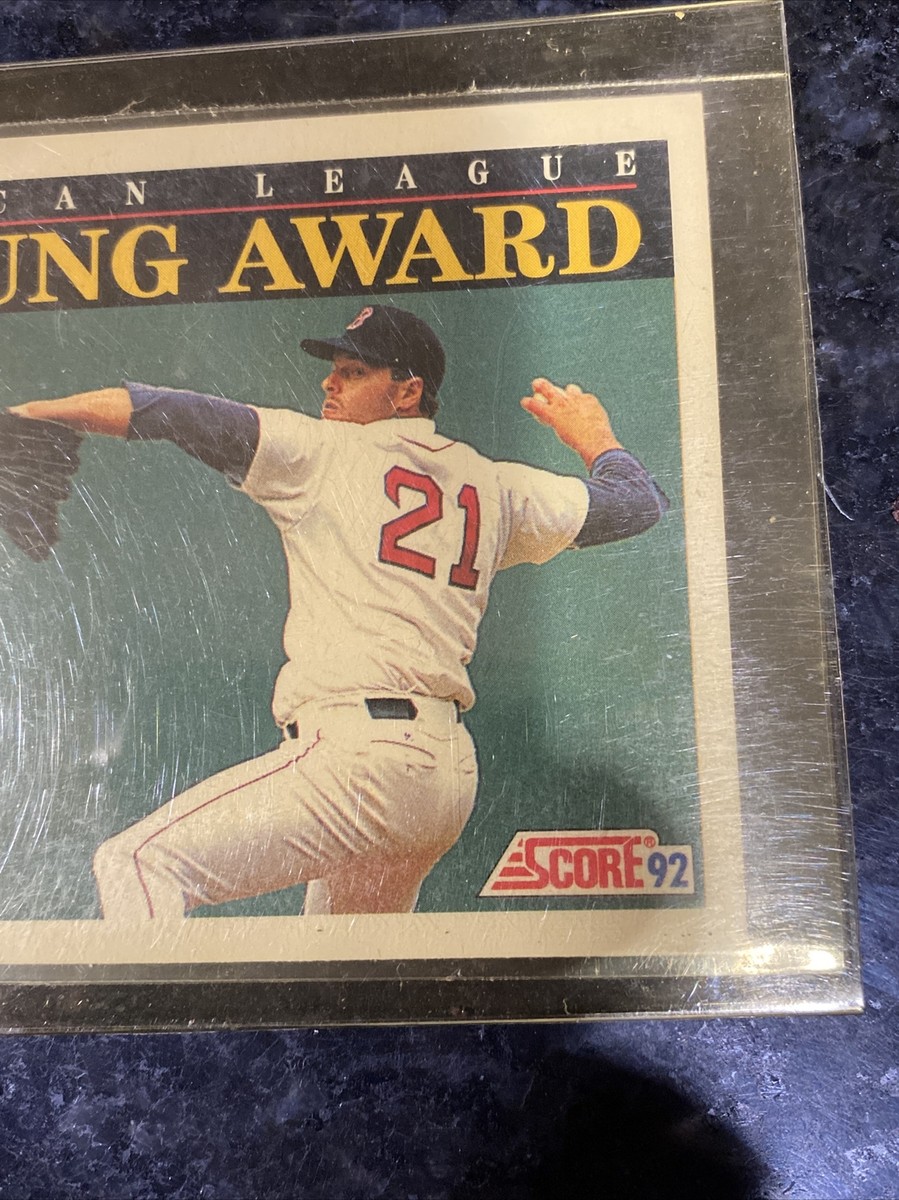 CAN LEAGUE
UNG AWARD
B
21
SCORE® 92